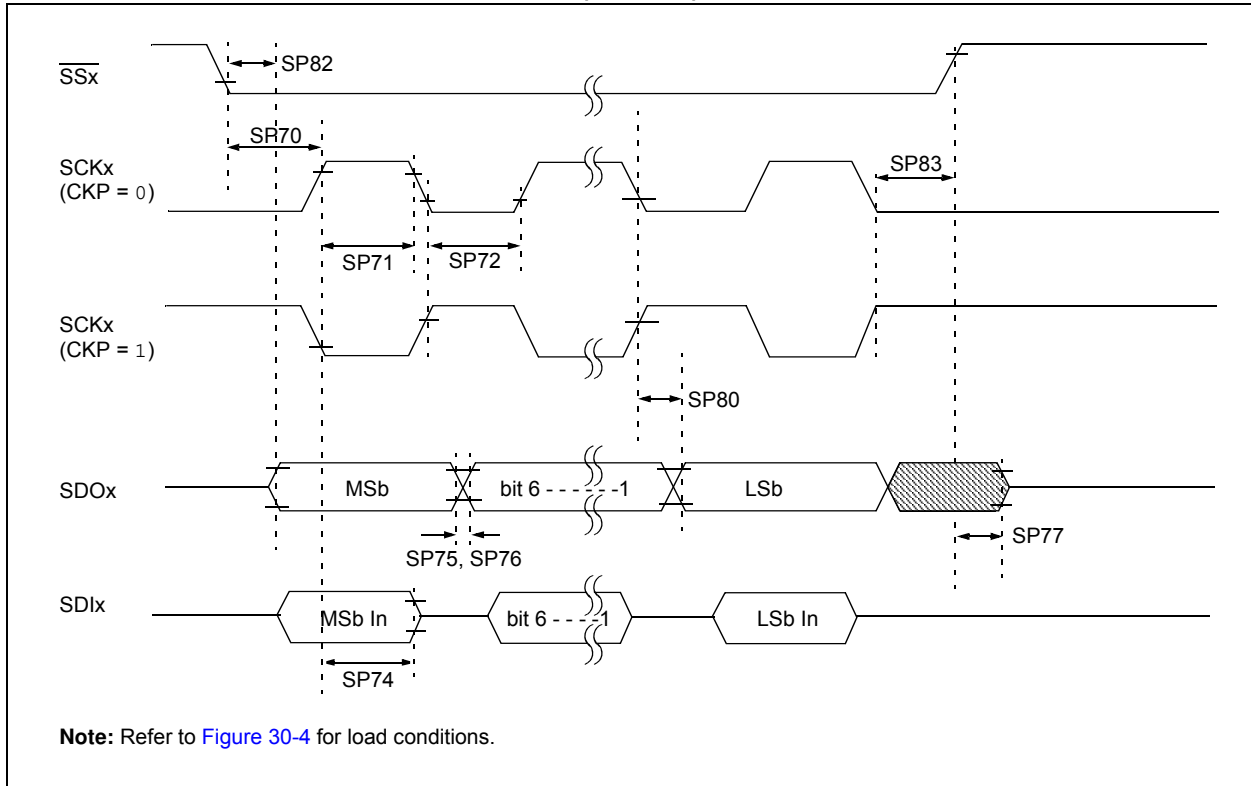 SSx
SP82
SP70
SCKx
(CKP = 0)
SP83
SP71
SP72
SCKx
(CKP = 1)
SP80
SDOx
MSb
bit 6 - - - - - -1
LSb
SP77
SP75, SP76
SDIx
MSb In
bit 6 - - - -1
LSb In
SP74
Note: Refer to Figure 30-4 for load conditions.